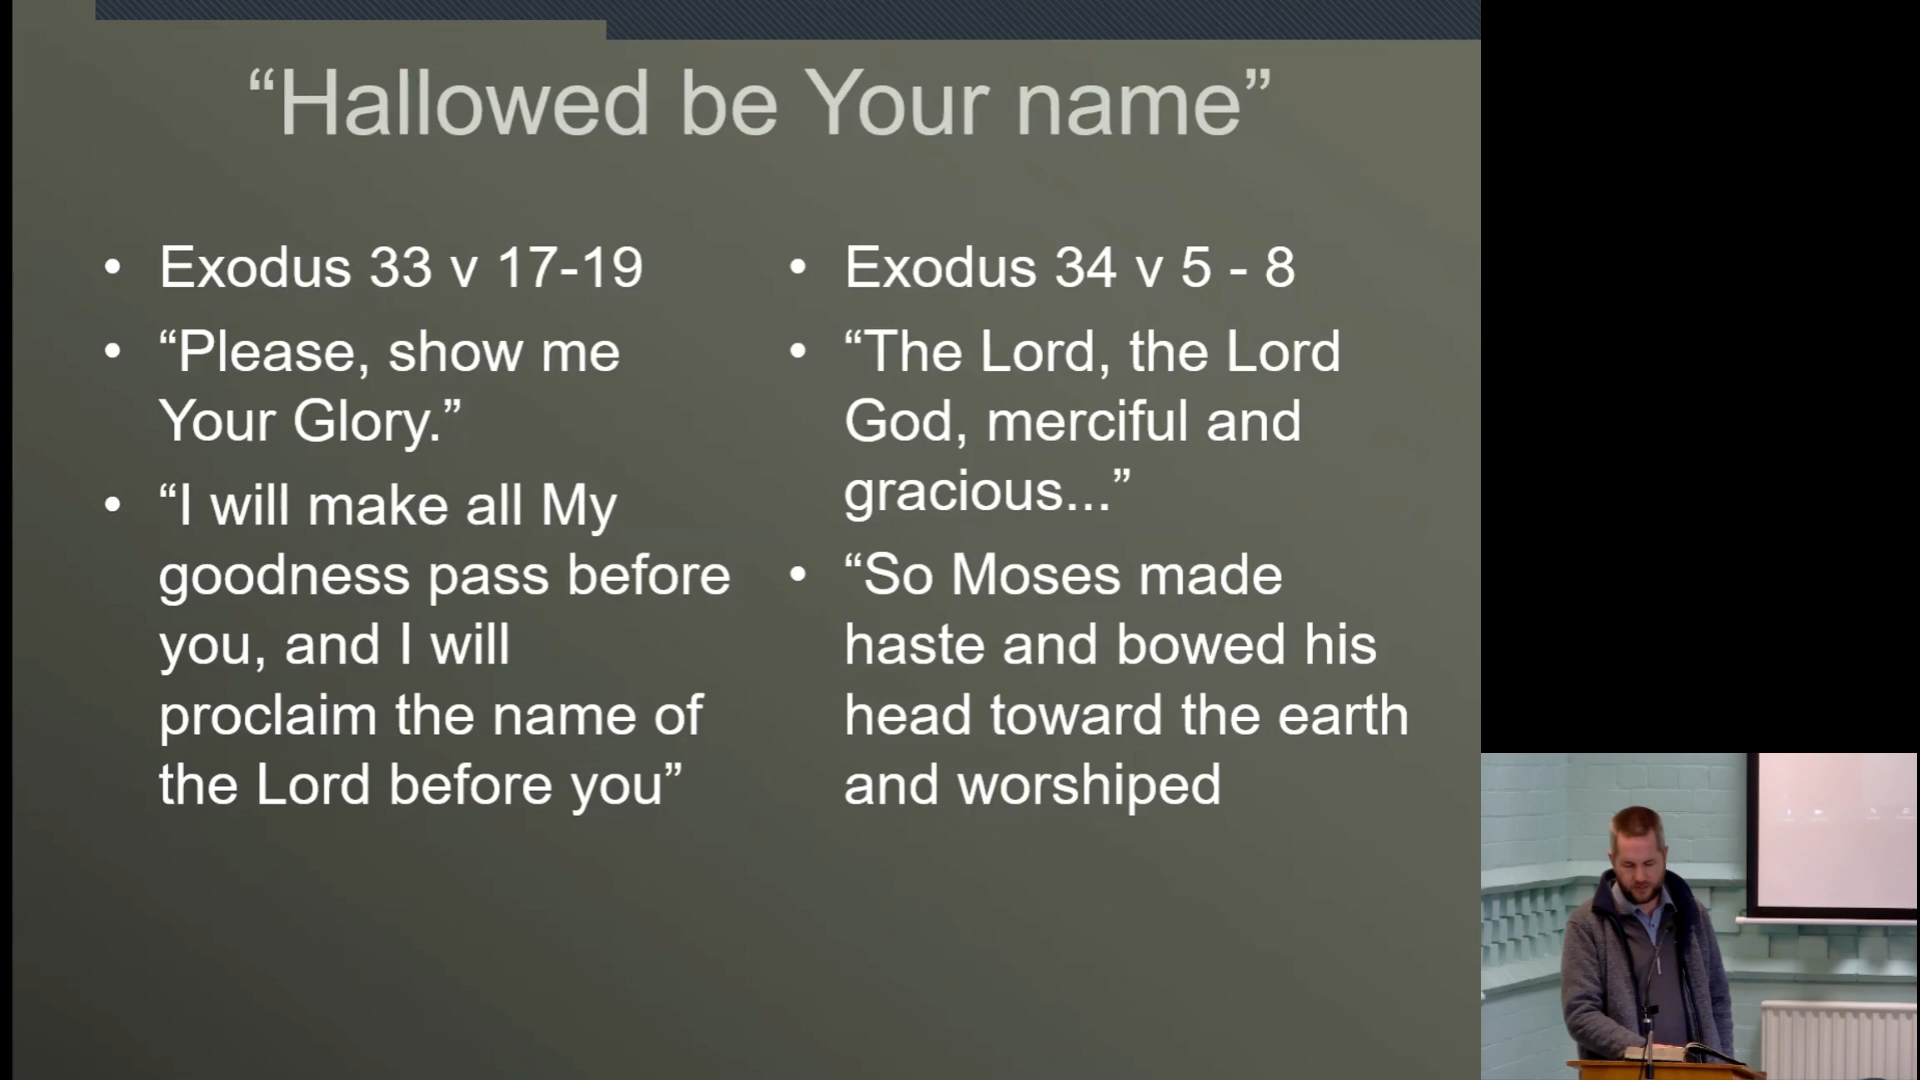 “Hallowed be Your name”
• Exodus 33 v 17-19
• “Please, show me
Your Glory.”
• “I will make all My
goodness pass before
you, and I will
proclaim the name of
the Lord before you”
• Exodus 34 v 5 - 8
• “The Lord, the Lord
God, merciful and
gracious...”
• “So Moses made
haste and bowed his
head toward the earth
and worshiped